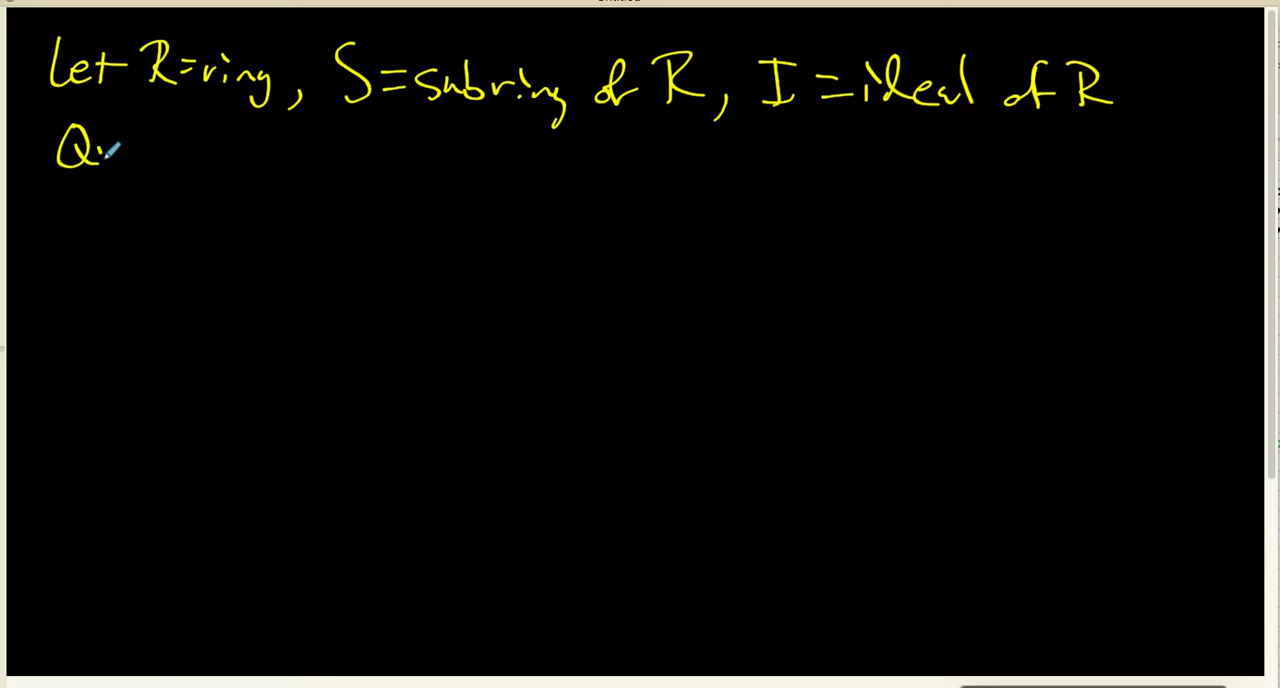 Let R=ring, S=subring of R, I=ideal of R
Q: